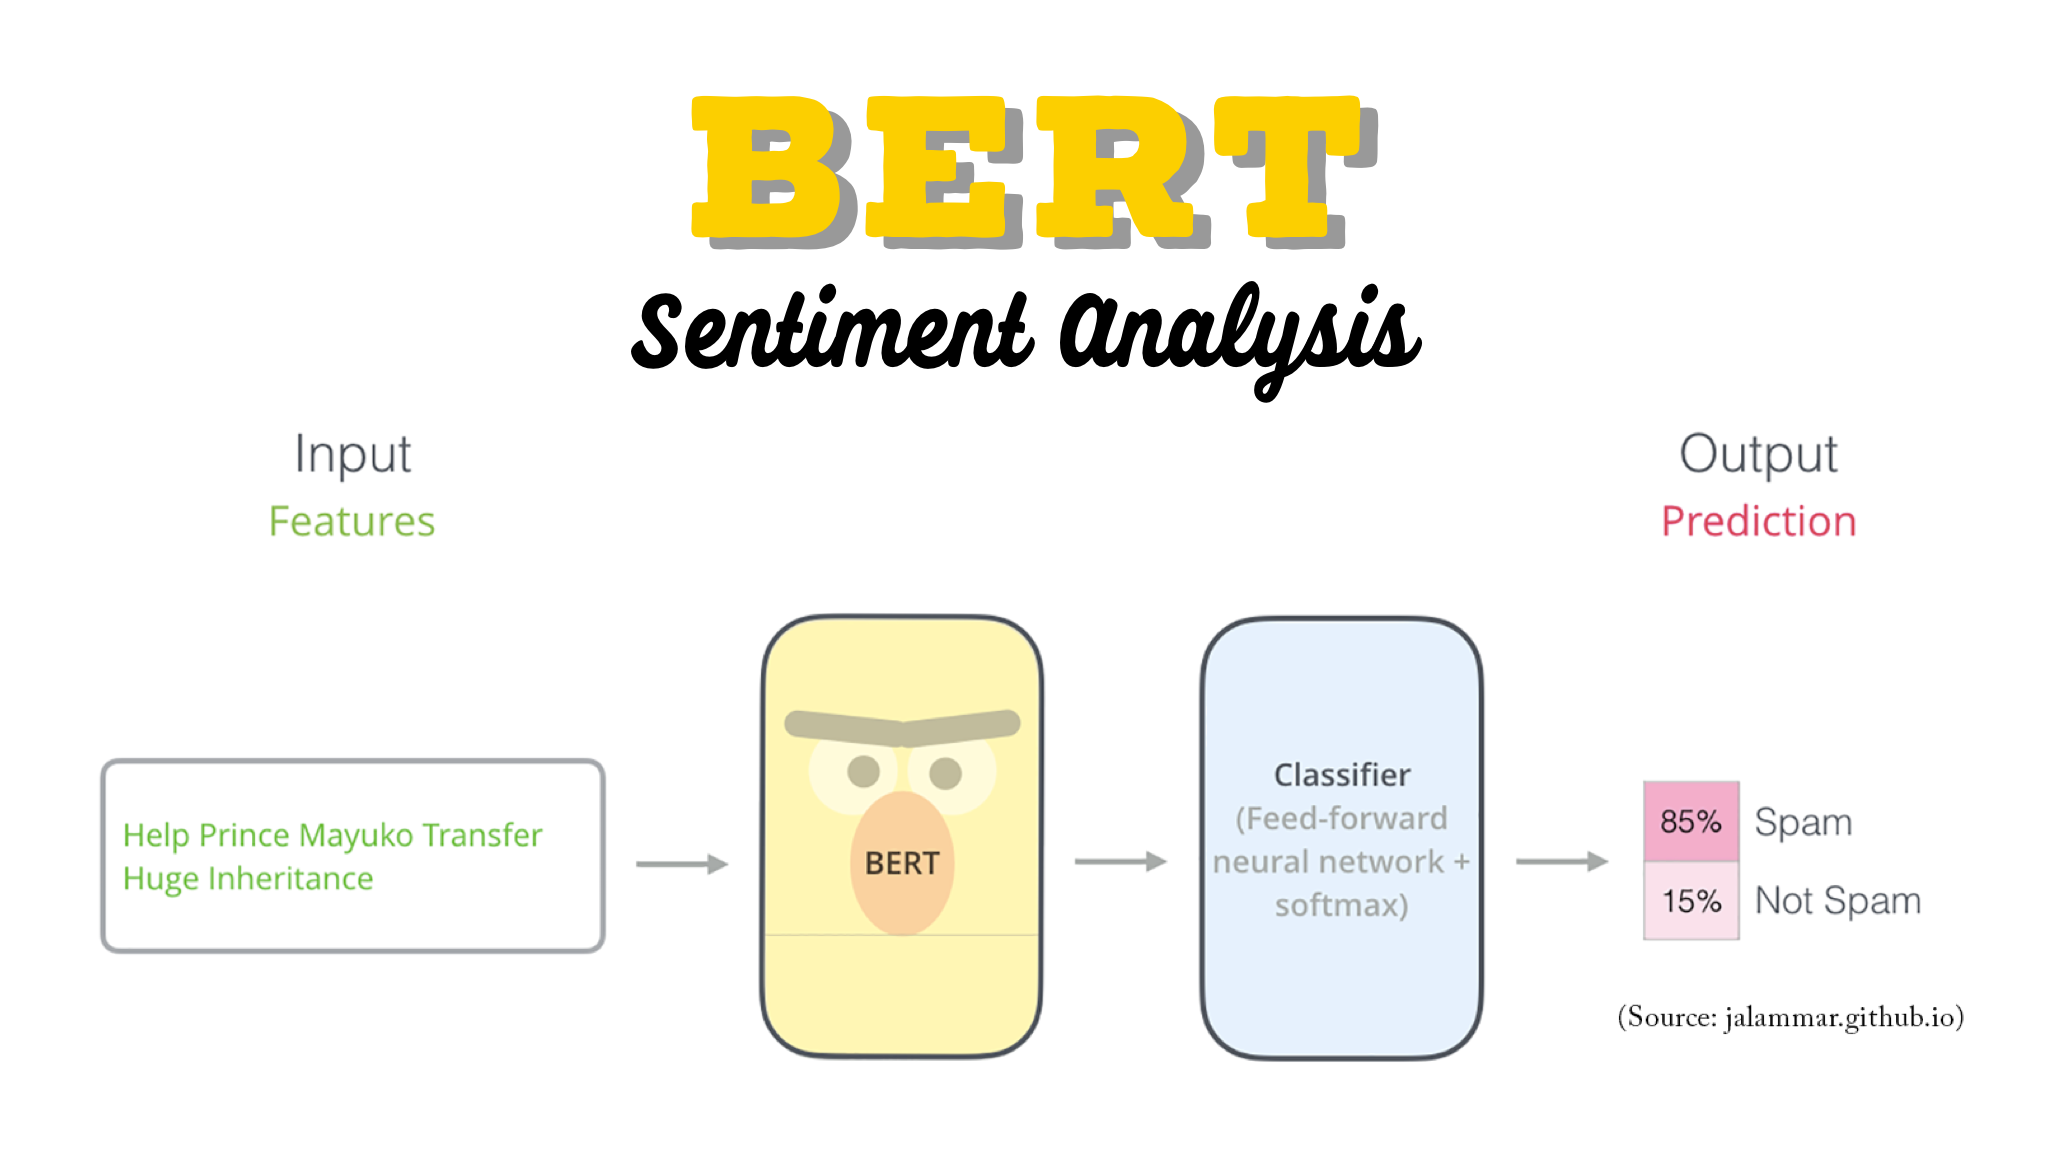 BERT
Sentiment Analysis
Input
Features
Output
Prediction
Help Prince Mayuko Transfer
Huge Inheritance
BERT
Classifier
(Feed-forward
neural network +
softmax)
85% Spam
15% Not Spam
(Source: jalammar.github.io)